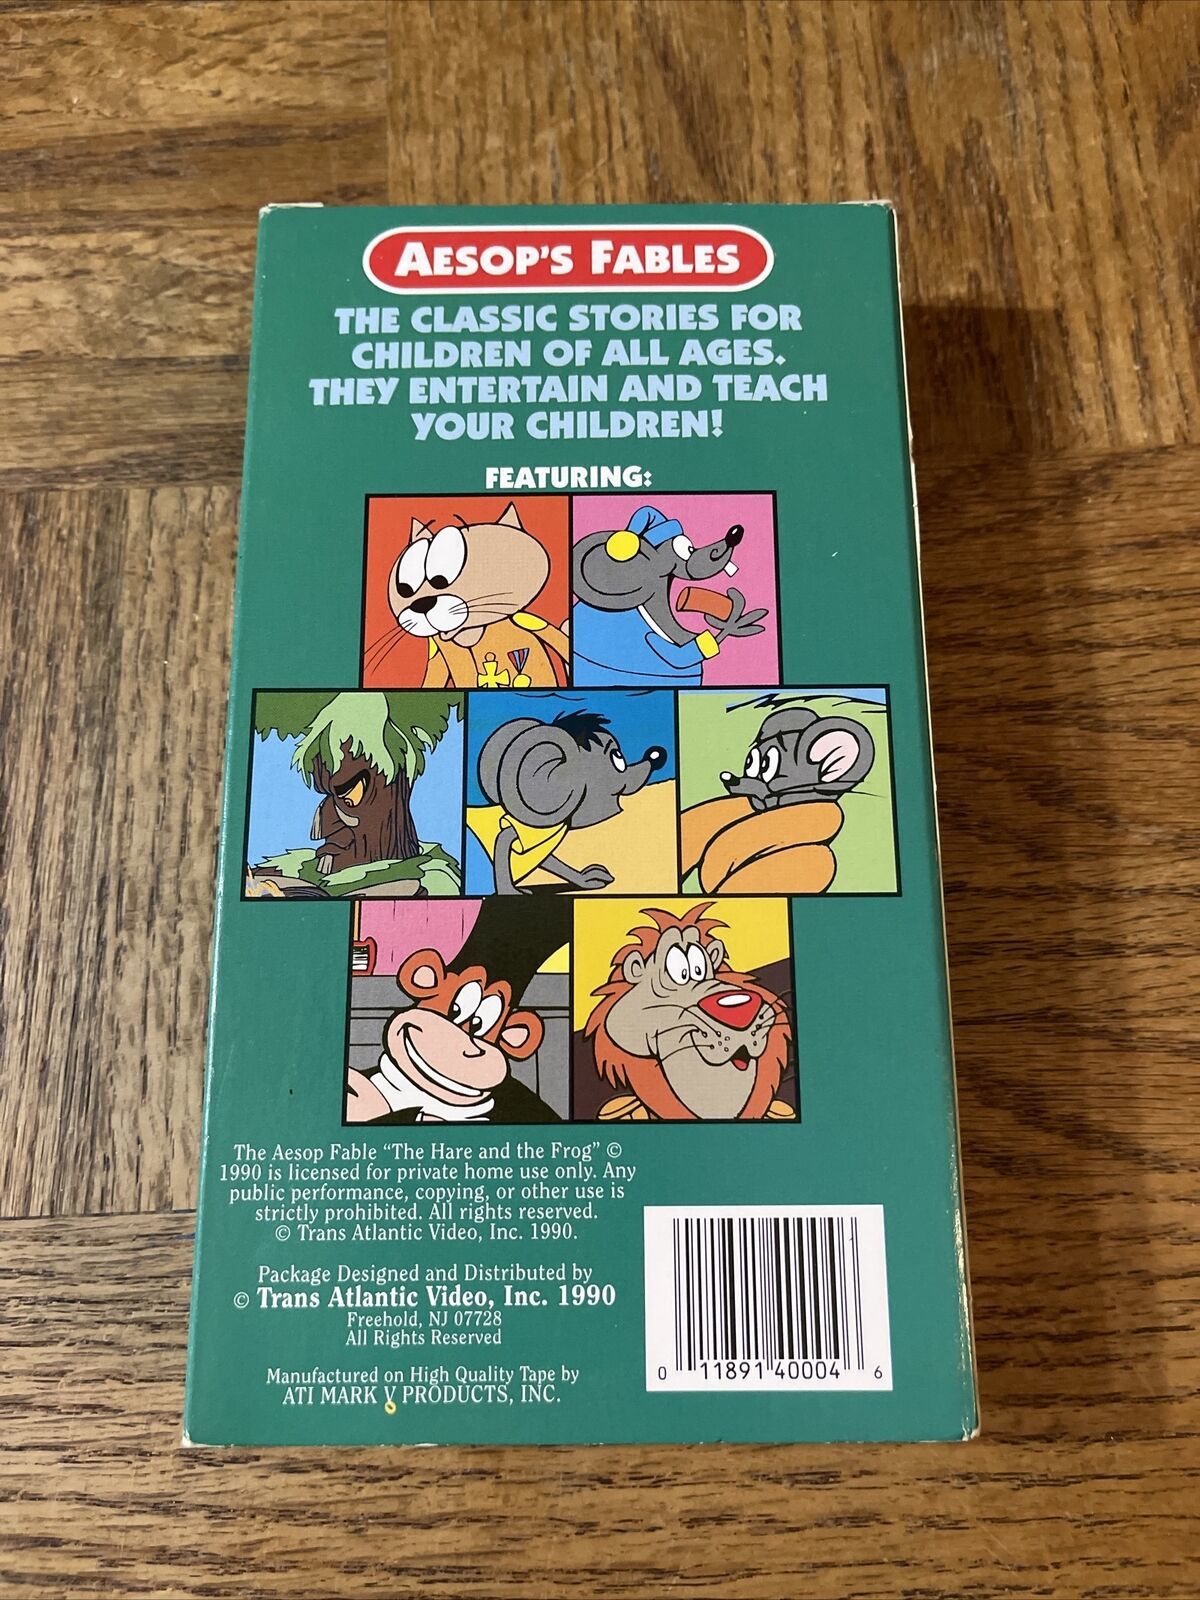 AESOP'S FABLES
THE CLASSIC STORIES FOR
CHILDREN OF ALL AGES.
THEY ENTERTAIN AND TEACH
YOUR CHILDREN!
FEATURING:
The Aesop Fable "The Hare and the Frog" ©
1990 is licensed for private home use only. Any
public performance, copying, or other use is
strictly prohibited. All rights reserved.
© Trans Atlantic Video, Inc. 1990.
Package Designed and Distributed by
© Trans Atlantic Video, Inc. 1990
Freehold, NJ 07728
All Rights Reserved
Manufactured on High Quality Tape by
ATI MARK V PRODUCTS, INC.
0 11891 40004 6